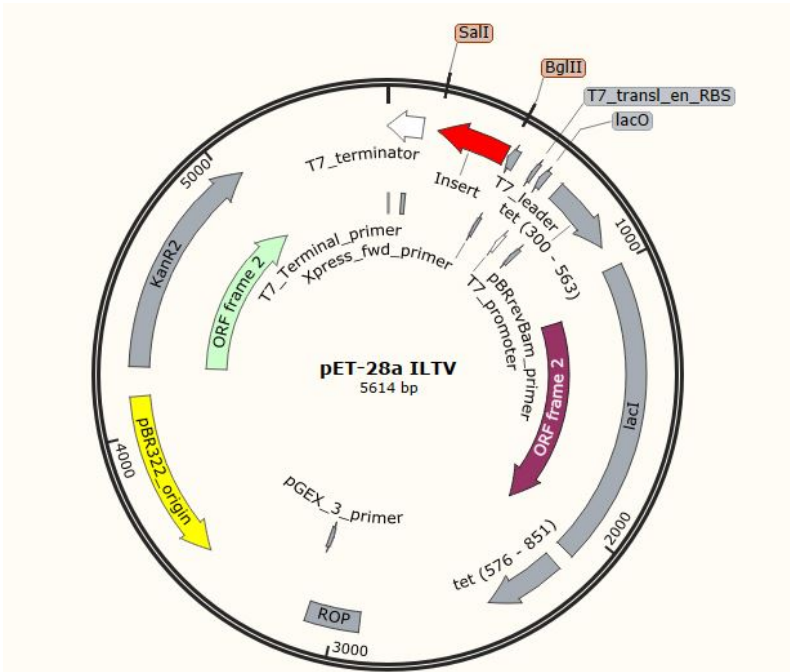 SalI
BglII
T7_transl_en_RBS
lacO
T7_terminator
Insert
T7_leader
tet (300 - 563)
1000
5000
KanR2
ORF frame 2
T7_Terminal_primer
Xpress_fwd_primer
T7_promoter
pBRrevBam_primer
pET-28a ILTV
5614 bp
ORF frame 2
lacI
4000
pBR322_origin
pGEX_3_primer
tet (576 - 851)
2000
ROP
3000